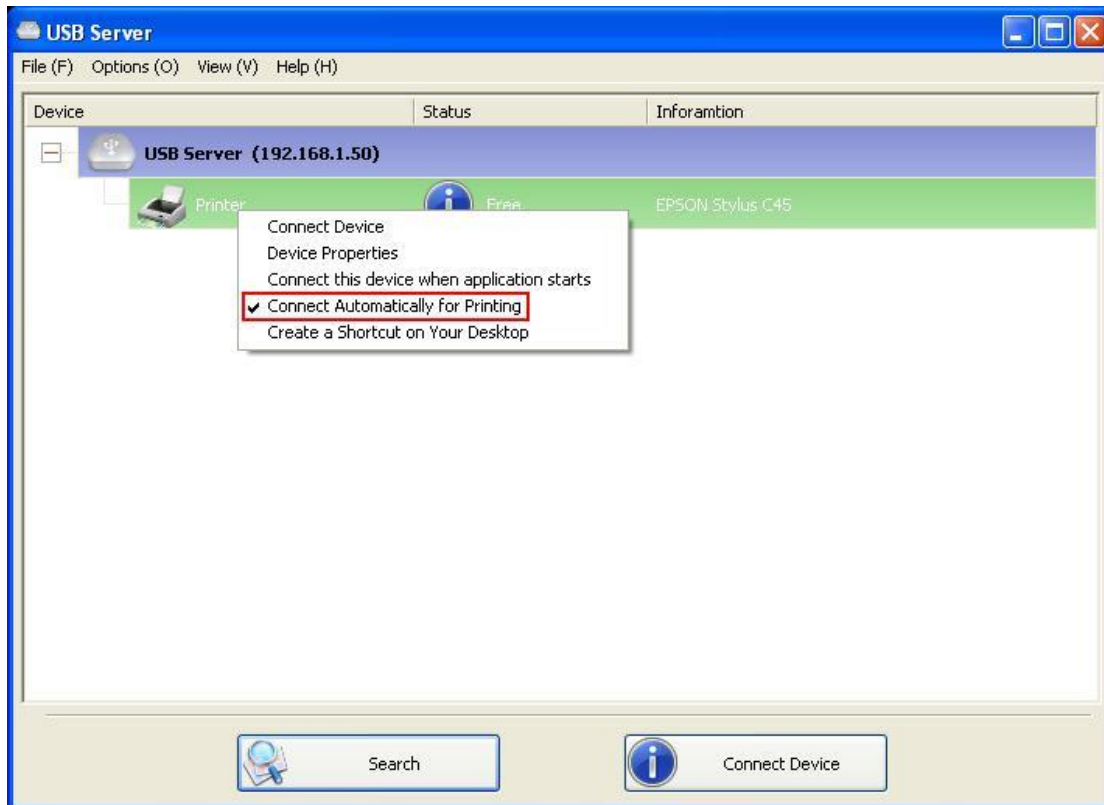 USB Server
File (F) Options (O) View (V) Help (H)
Device Status Inforamtion
USB Server (192.168.1.50)
Printer Free EPSON Stylus C45
Connect Device
Device Properties
Connect this device when application starts
Connect Automatically for Printing
Create a Shortcut on Your Desktop
Search Connect Device